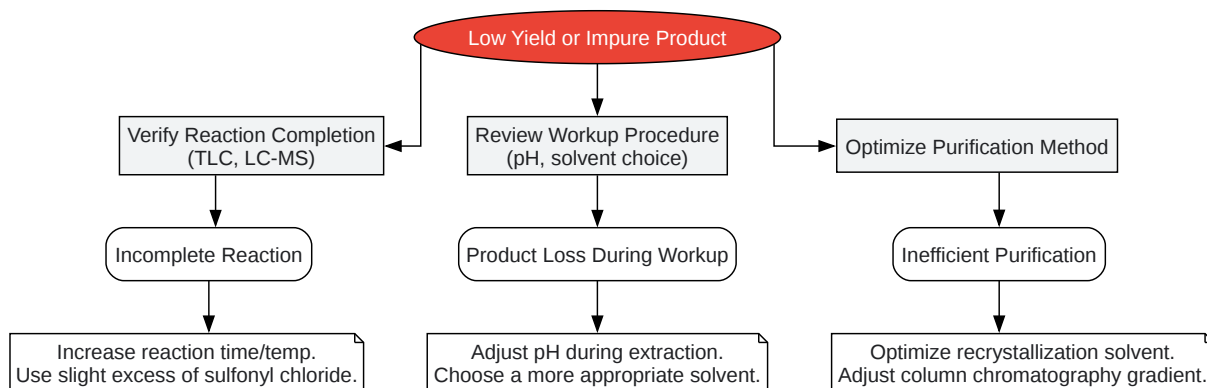 Low Yield or Impure Product
Verify Reaction Completion
(TLC, LC-MS)
Review Workup Procedure
(pH, solvent choice)
Optimize Purification Method
Incomplete Reaction
Product Loss During Workup
Inefficient Purification
Increase reaction time/temp.
Use slight excess of sulfonyl chloride.
Adjust pH during extraction.
Choose a more appropriate solvent.
Optimize recrystallization solvent.
Adjust column chromatography gradient.